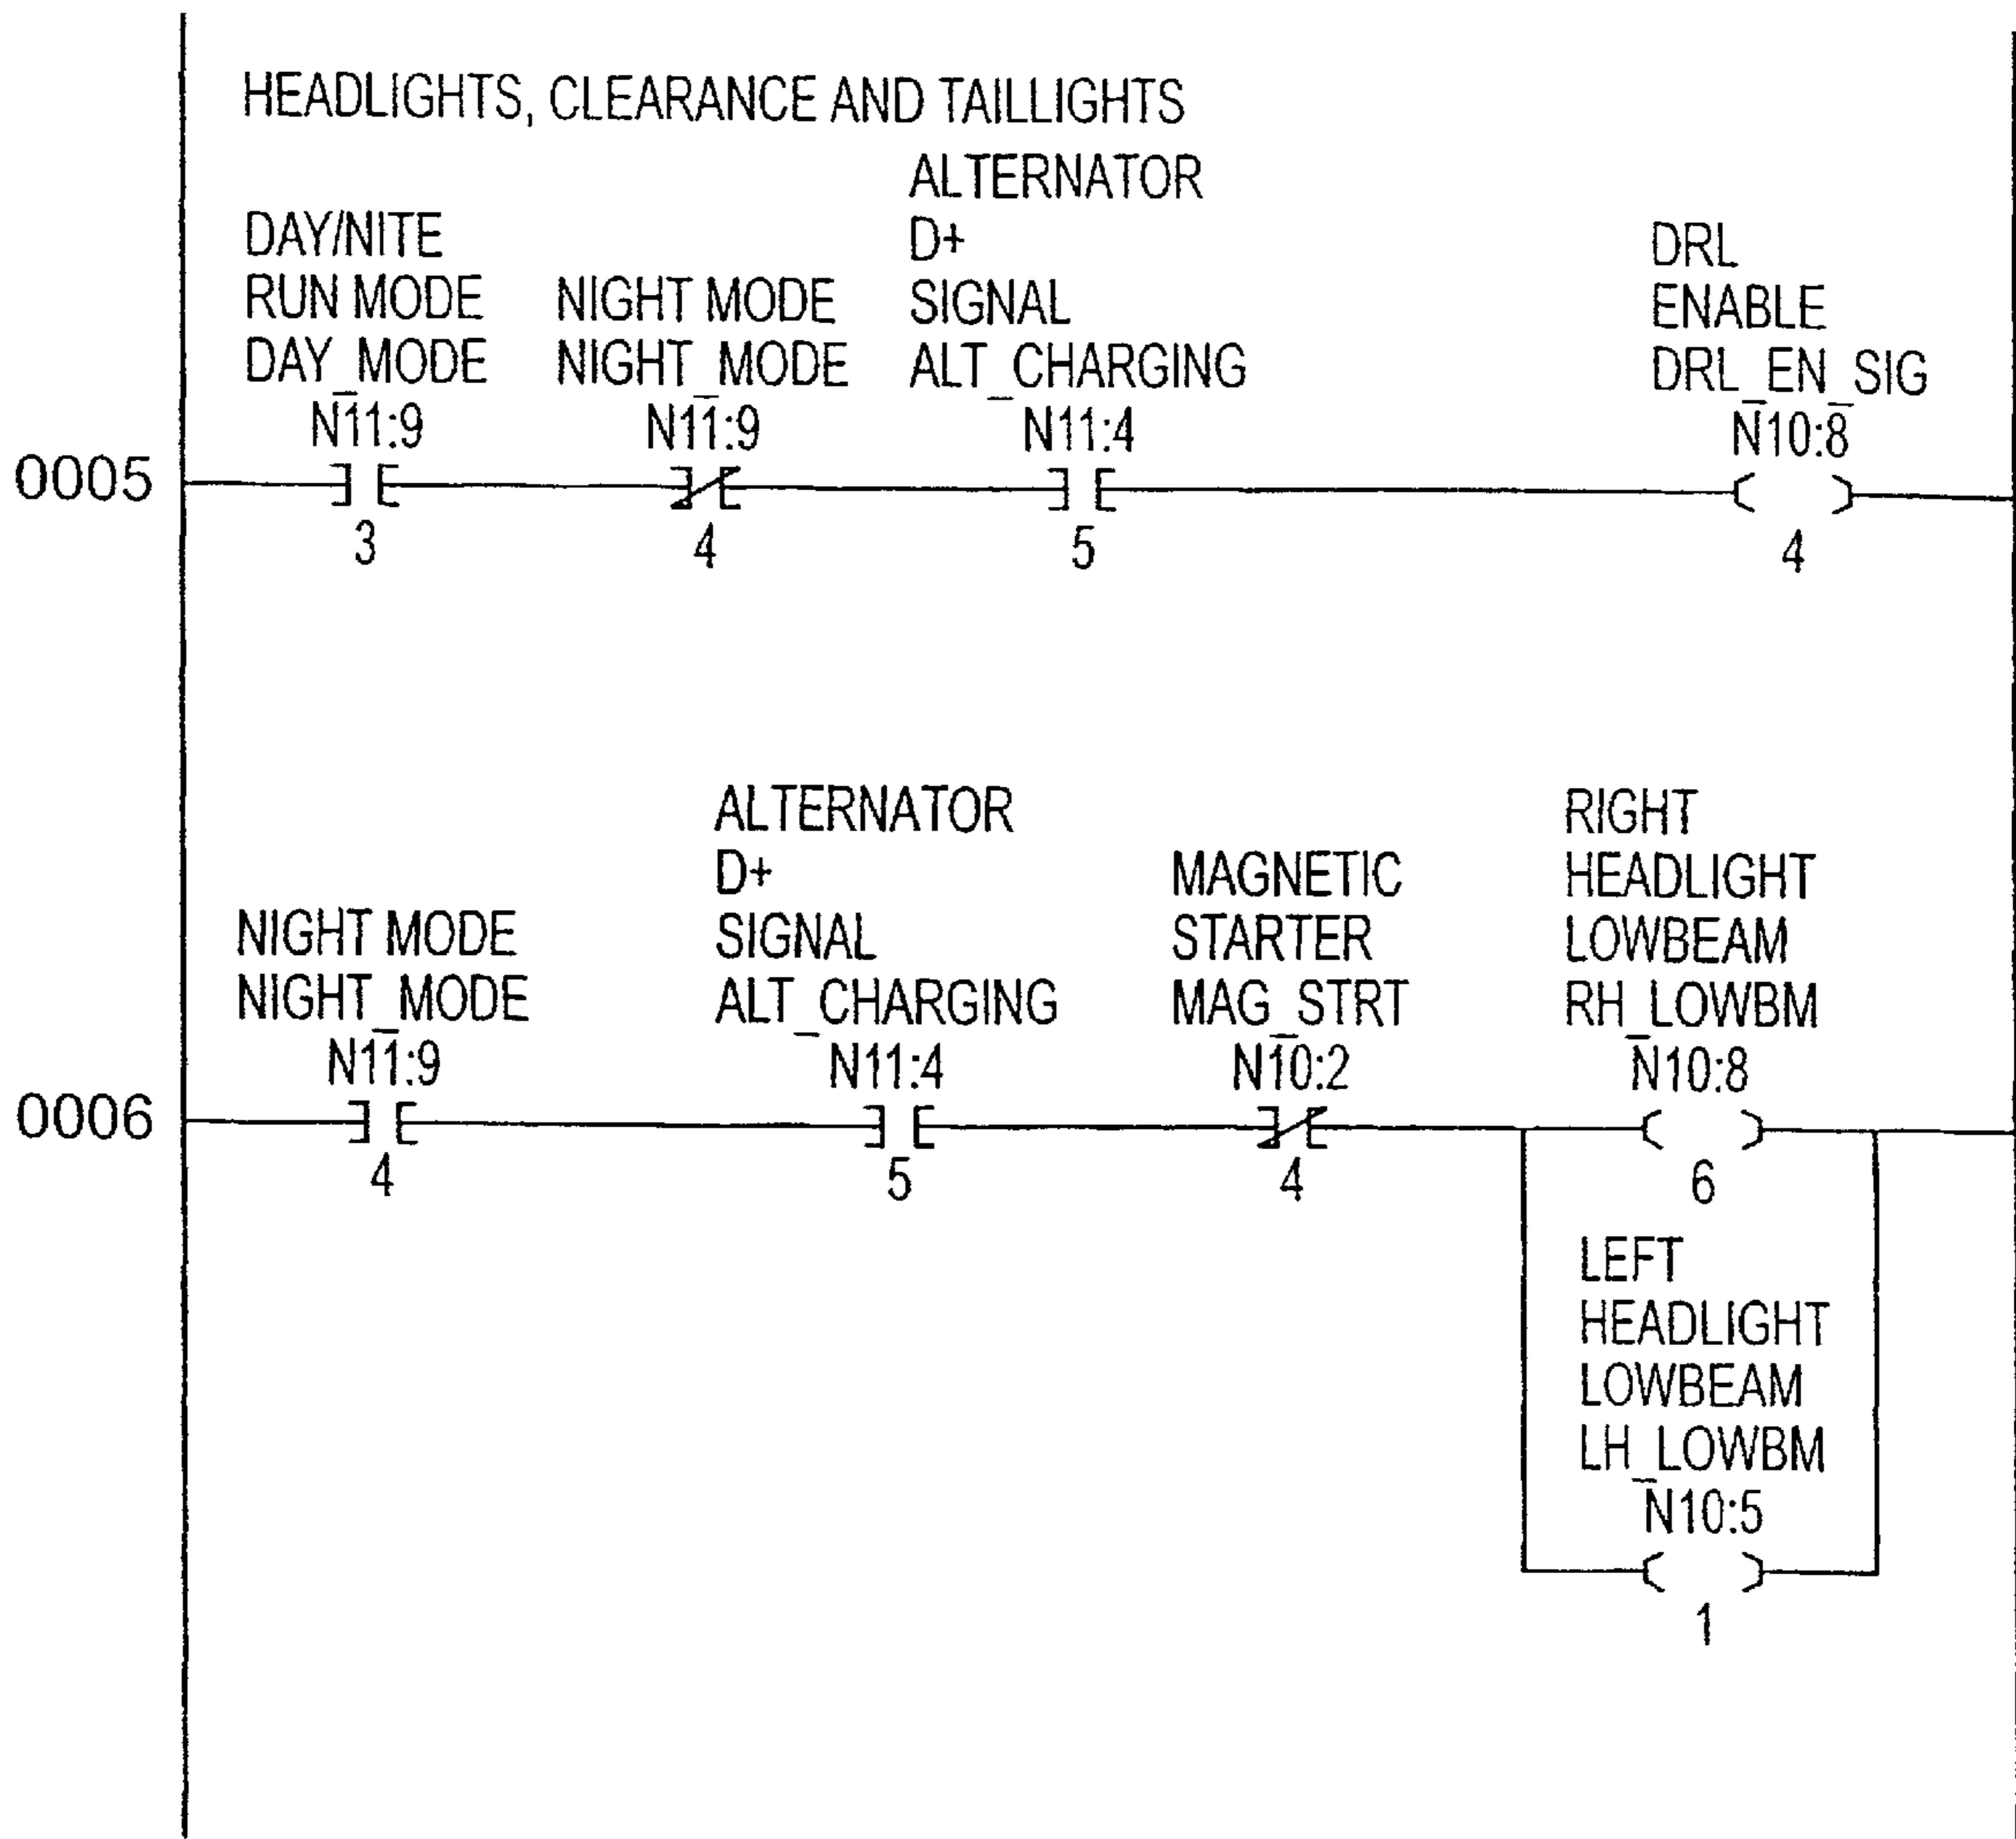 HEADLIGHTS, CLEARANCE AND TAILLIGHTS
DAY/NITE
RUN MODE
DAY_MODE
N11:9
3
NIGHT MODE
NIGHT_MODE
N11:9
4
ALTERNATOR
D+
SIGNAL
ALT_CHARGING
N11:4
5
DRL
ENABLE
DRL_EN_SIG
N10:8
4
0005
NIGHT MODE
NIGHT_MODE
N11:9
4
ALTERNATOR
D+
SIGNAL
ALT_CHARGING
N11:4
5
MAGNETIC
STARTER
MAG_STRT
N10:2
4
RIGHT
HEADLIGHT
LOWBEAM
RH_LOWBM
N10:8
6
0006
LEFT
HEADLIGHT
LOWBEAM
LH_LOWBM
N10:5
1